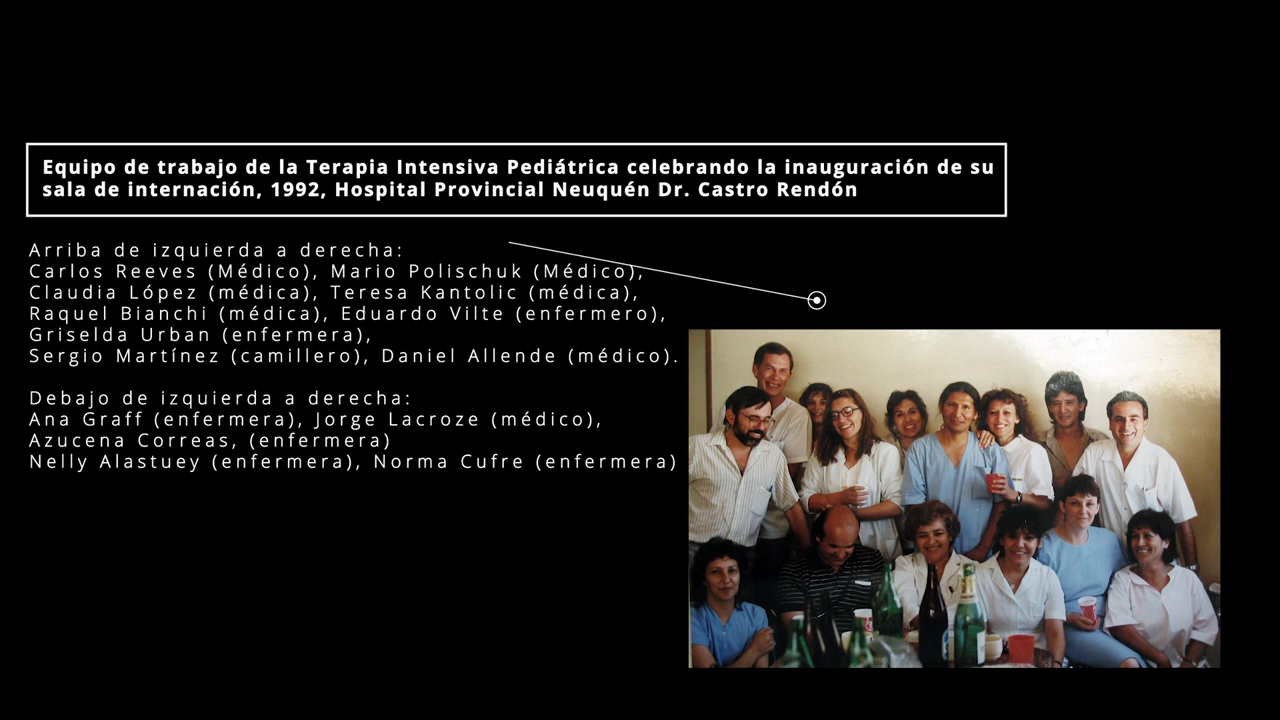 Equipo de trabajo de la Terapia Intensiva Pediátrica celebrando la inauguración de su
sala de internación, 1992, Hospital Provincial Neuquén Dr. Castro Rendón
Arriba de izquierda a derecha:
Carlos Reeves (Médico), Mario Polischuk (Médico),
Claudia López (médica), Teresa Kantolic (médica),
Raquel Bianchi (médica), Eduardo Vilte (enfermero),
Griselda Urban (enfermera),
Sergio Martínez (camillero), Daniel Allende (médico).
Debajo de izquierda a derecha:
Ana Graff (enfermera), Jorge Lacroze (médico),
Azucena Correas, (enfermera)
Nelly Alastuey (enfermera), Norma Cufre (enfermera)